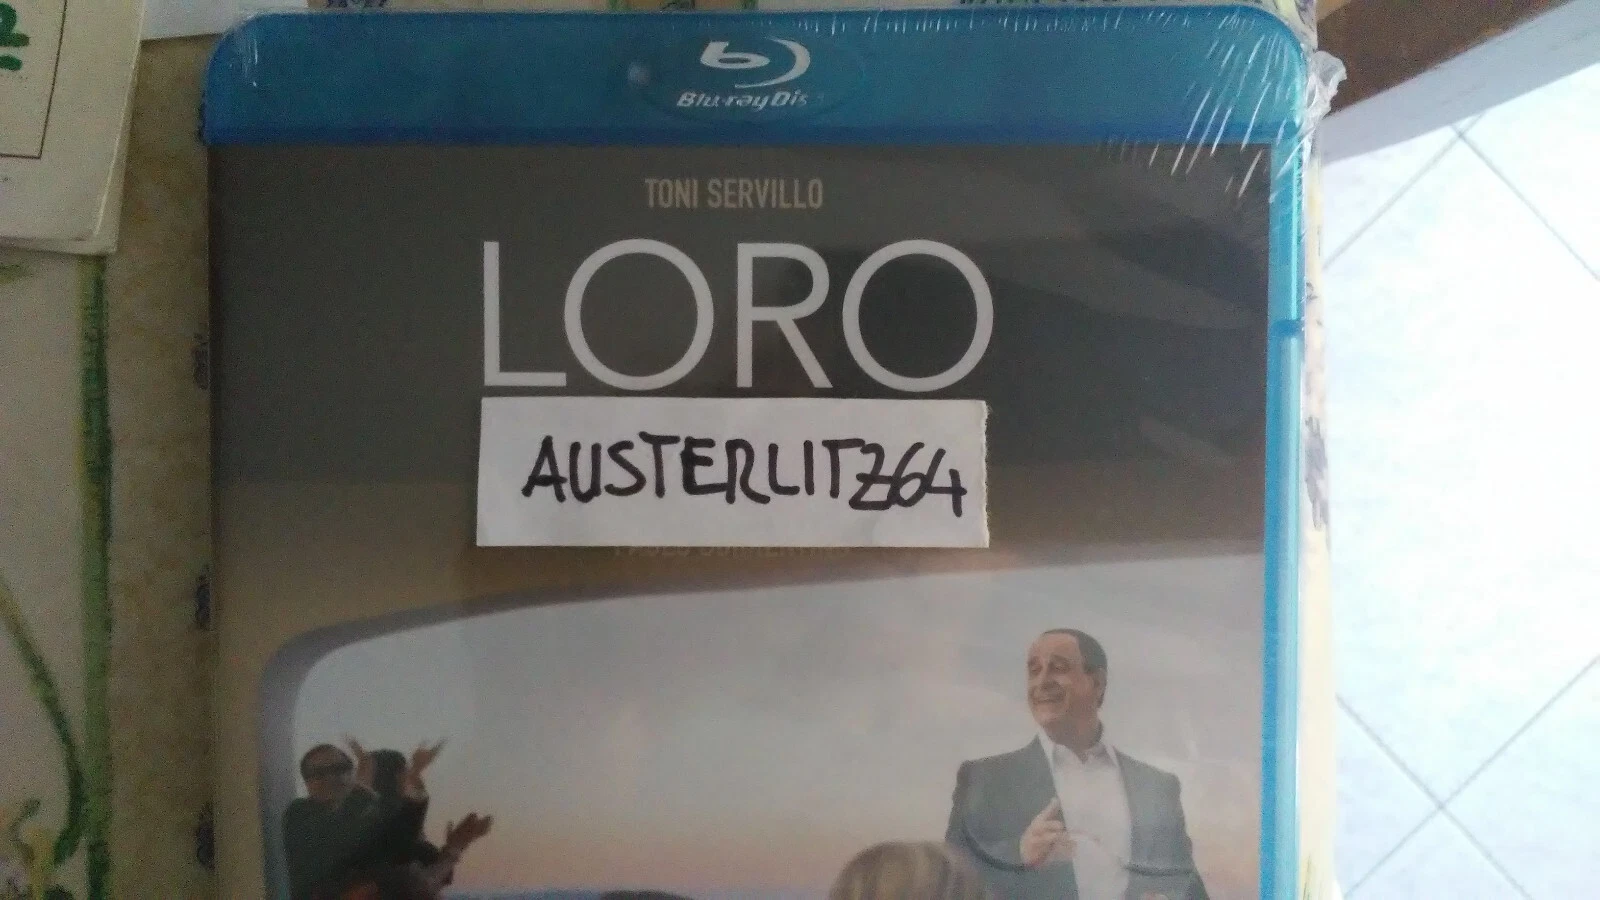 Blu-ray Disc
TONI SERVILLO
LORO
AUSTERLITZ64